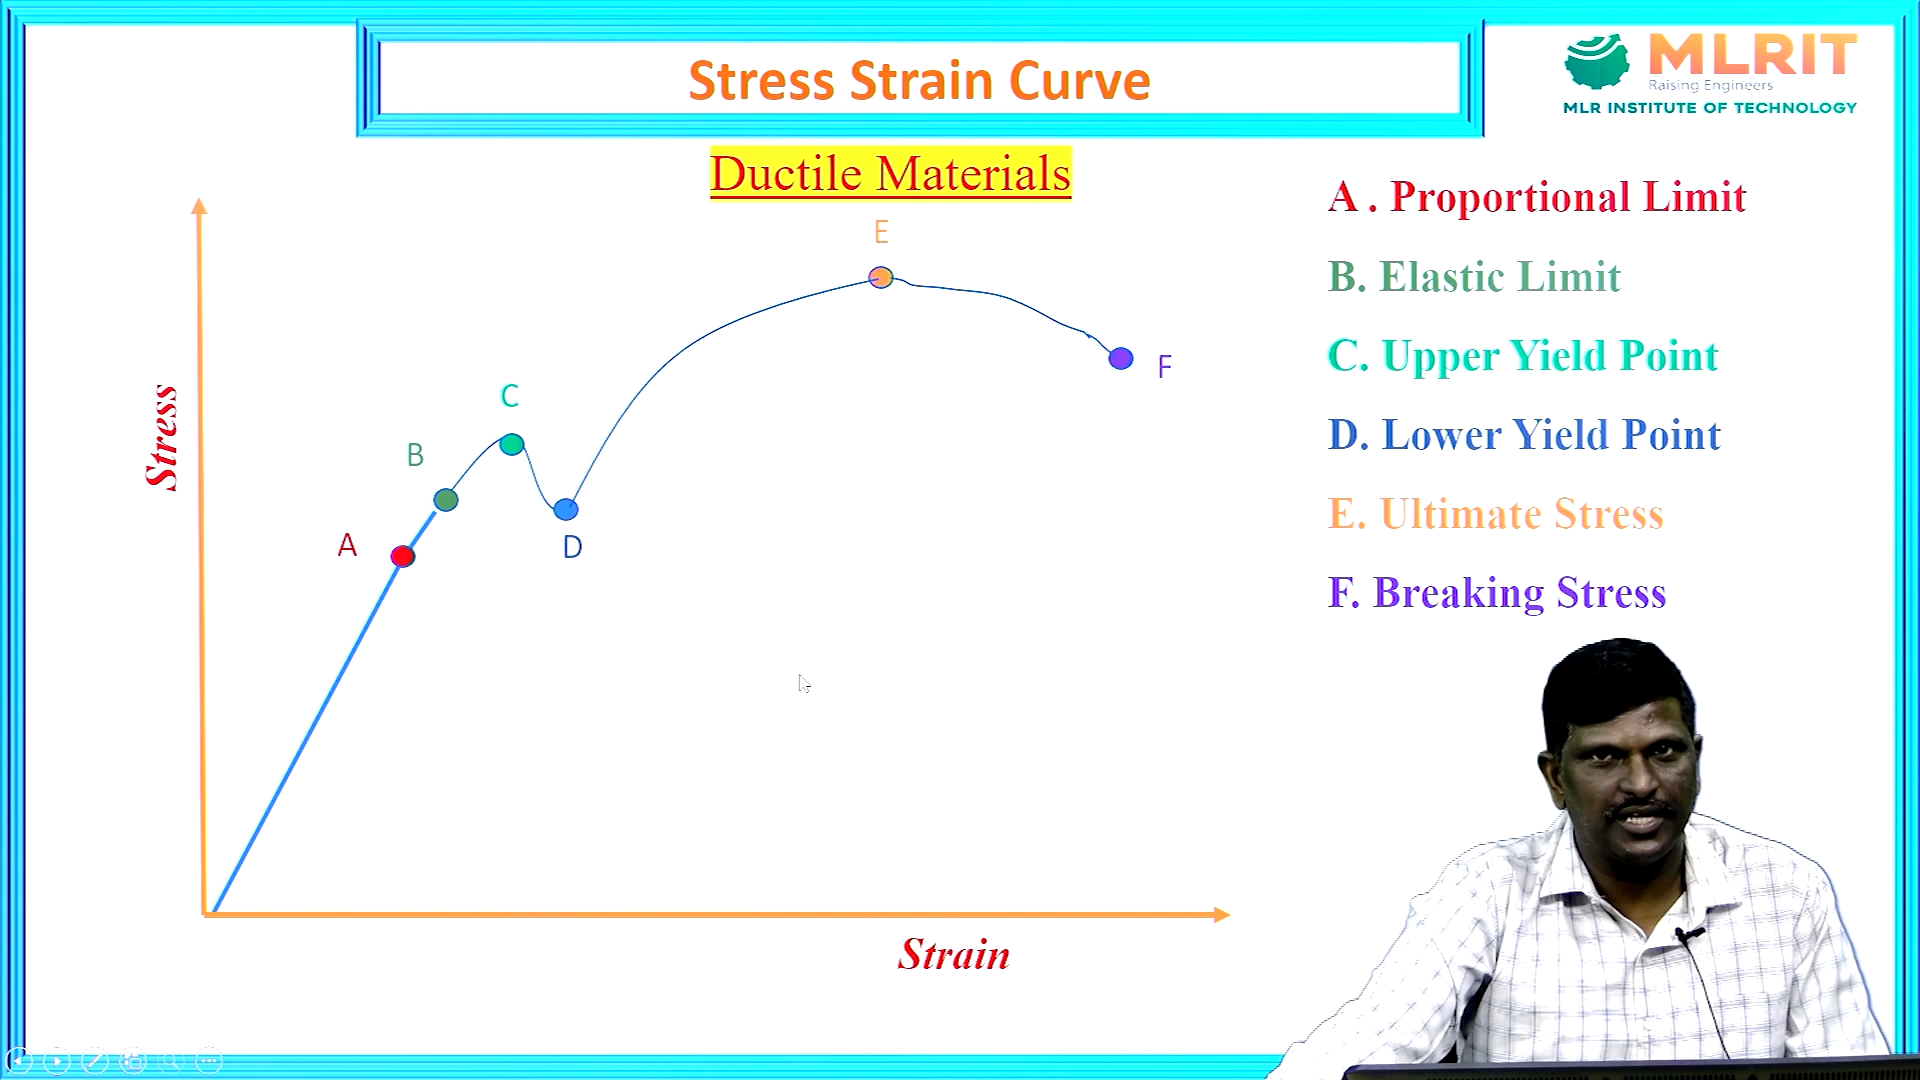 Stress Strain Curve
MLRIT
Raising Engineers
MLR INSTITUTE OF TECHNOLOGY
Ductile Materials
A . Proportional Limit
B. Elastic Limit
C. Upper Yield Point
D. Lower Yield Point
E. Ultimate Stress
F. Breaking Stress
E
F
C
B
A
D
Stress
Strain